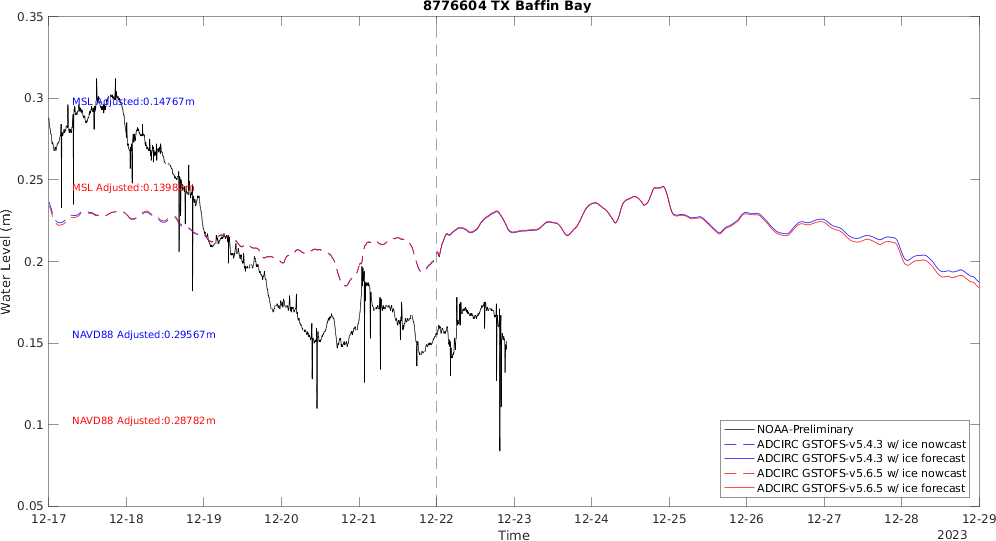 8776604 TX Baffin Bay
0.35
0.3
0.25
0.2
0.15
0.1
0.05
Water Level (m)
MSL Adjusted:0.14767m
MSL Adjusted:0.1398
NAVD88 Adjusted:0.29567m
NAVD88 Adjusted:0.28782m
NOAA-Preliminary
ADCIRC GSTOFS-v5.4.3 w/ ice nowcast
ADCIRC GSTOFS-v5.4.3 w/ ice forecast
ADCIRC GSTOFS-v5.6.5 w/ ice nowcast
ADCIRC GSTOFS-v5.6.5 w/ ice forecast
12-17 12-18 12-19 12-20 12-21 12-22 12-23 12-24 12-25 12-26 12-27 12-28 12-29
Time
2023